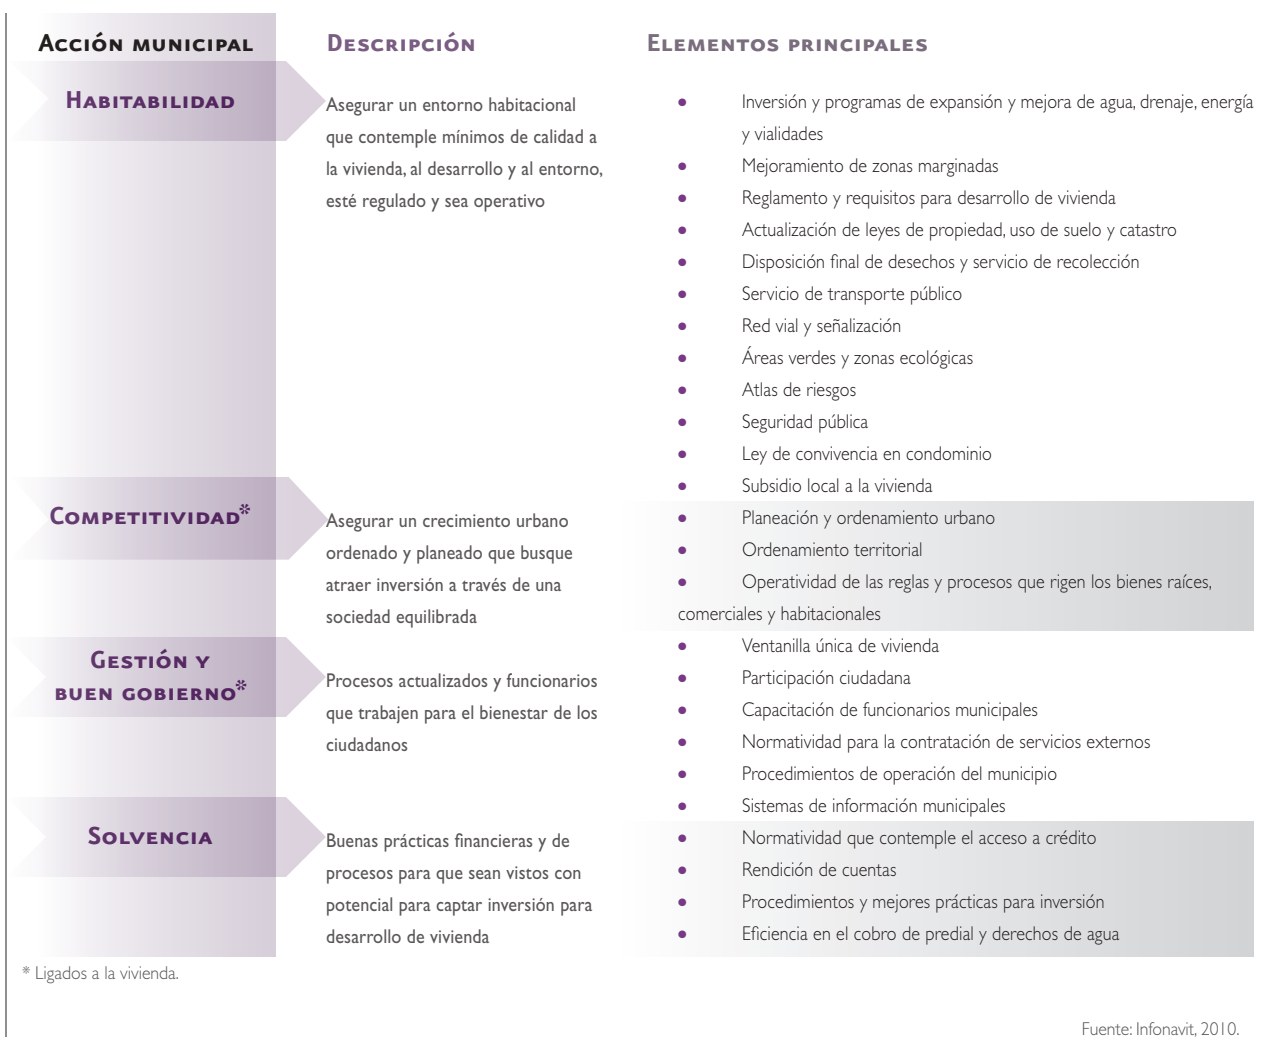 Acción municipal
Descripción
Elementos principales
Habitabilidad
Asegurar un entorno habitacional
que contemple mínimos de calidad a
la vivienda, al desarrollo y al entorno,
esté regulado y sea operativo
• Inversión y programas de expansión y mejora de agua, drenaje, energía
y vialidades
• Mejoramiento de zonas marginadas
• Reglamento y requisitos para desarrollo de vivienda
• Actualización de leyes de propiedad, uso de suelo y catastro
• Disposición final de desechos y servicio de recolección
• Servicio de transporte público
• Red vial y señalización
• Áreas verdes y zonas ecológicas
• Atlas de riesgos
• Seguridad pública
• Ley de convivencia en condominio
• Subsidio local a la vivienda
Competitividad*
Asegurar un crecimiento urbano
ordenado y planeado que busque
atraer inversión a través de una
sociedad equilibrada
• Planeación y ordenamiento urbano
• Ordenamiento territorial
• Operatividad de las reglas y procesos que rigen los bienes raíces,
comerciales y habitacionales
Gestión y
buen gobierno*
Procesos actualizados y funcionarios
que trabajen para el bienestar de los
ciudadanos
• Ventanilla única de vivienda
• Participación ciudadana
• Capacitación de funcionarios municipales
• Normatividad para la contratación de servicios externos
• Procedimientos de operación del municipio
• Sistemas de información municipales
Solvencia
Buenas prácticas financieras y de
procesos para que sean vistos con
potencial para captar inversión para
desarrollo de vivienda
• Normatividad que contemple el acceso a crédito
• Rendición de cuentas
• Procedimientos y mejores prácticas para inversión
• Eficiencia en el cobro de predial y derechos de agua
* Ligados a la vivienda.
Fuente: Infonavit, 2010.